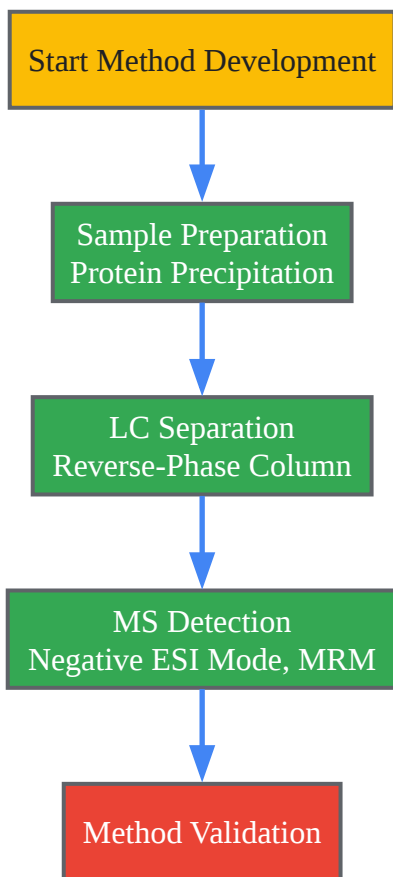 Start Method Development
Sample Preparation
Protein Precipitation
LC Separation
Reverse-Phase Column
MS Detection
Negative ESI Mode, MRM
Method Validation